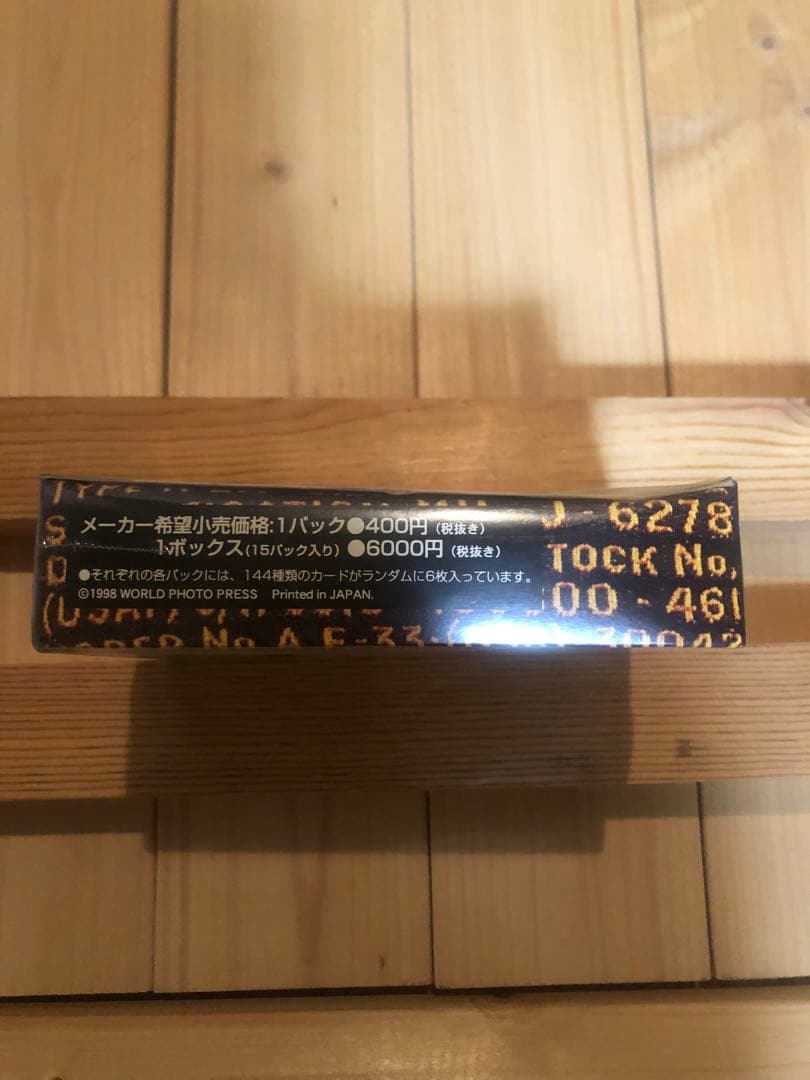 メーカー希望小売価格:1パック●400円(税抜き)
1ボックス(15パック入り)●6000円(税抜き)
●それぞれの各パックには、144種類のカードがランダムに6枚入っています。
©1998 WORLD PHOTO PRESS Printed in JAPAN.
J - 6278
TOCK No,
00 - 461
No A F-33-